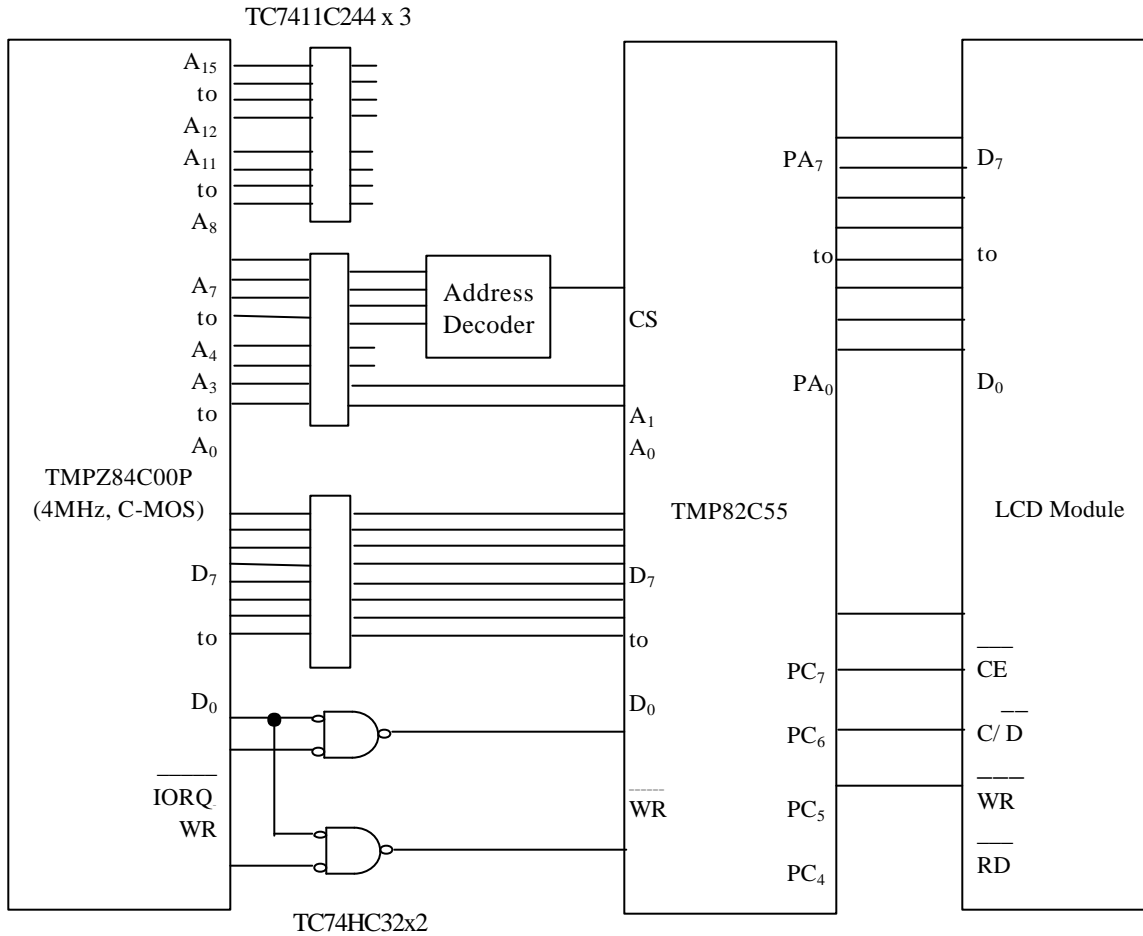 TC7411C244 x 3
A₁₅
to
A₁₂
A₁₁
to
A₈
A₇
to
A₄
A₃
to
A₀
TMPZ84C00P
(4MHz, C-MOS)
D₇
to
D₀
IORQ
WR
Address
Decoder
TC74HC32x2
CS
A₁
A₀
TMP82C55
D₇
to
D₀
WR
PA₇
to
PA₀
PC₇
PC₆
PC₅
PC₄
D₇
to
D₀
LCD Module
CE
C/ D
WR
RD